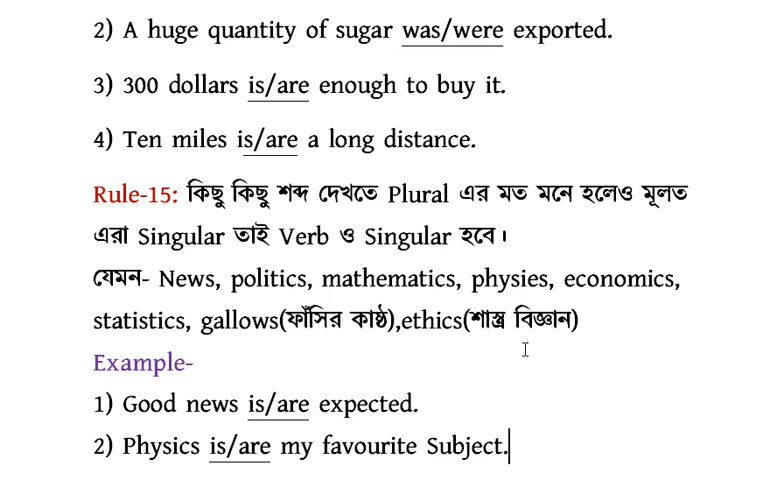 2) A huge quantity of sugar was/were exported.
3) 300 dollars is/are enough to buy it.
4) Ten miles is/are a long distance.
Rule-15: কিছু কিছু শব্দ দেখতে Plural এর মত মনে হলেও মূলত
এরা Singular তাই Verb ও Singular হবে।
যেমন- News, politics, mathematics, physies, economics,
statistics, gallows(ফাঁসির কাষ্ঠ),ethics(শাস্ত্র বিজ্ঞান)
Example-
1) Good news is/are expected.
2) Physics is/are my favourite Subject.